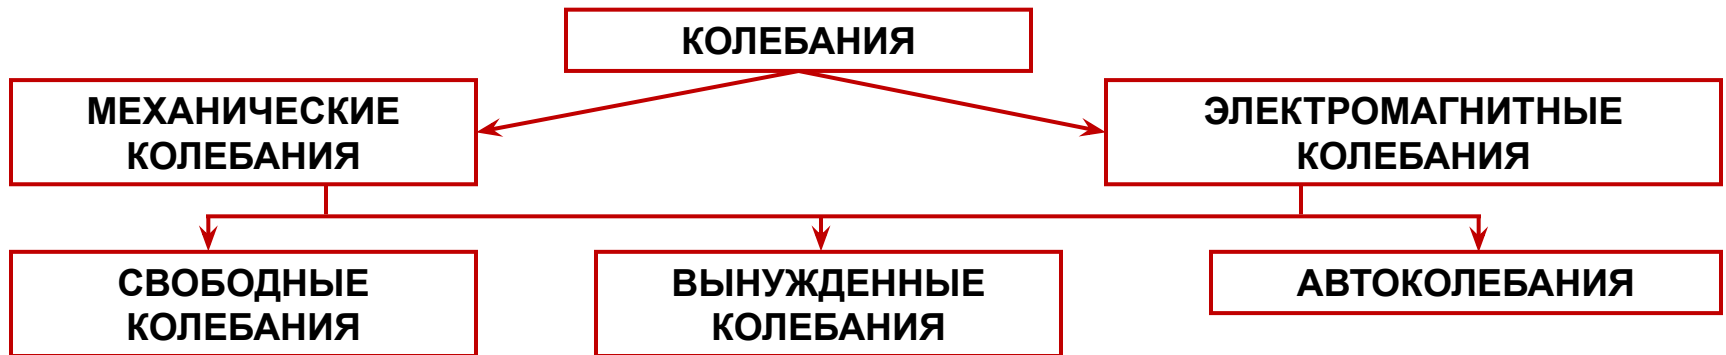 КОЛЕБАНИЯ
МЕХАНИЧЕСКИЕ
КОЛЕБАНИЯ
ЭЛЕКТРОМАГНИТНЫЕ
КОЛЕБАНИЯ
СВОБОДНЫЕ
КОЛЕБАНИЯ
ВЫНУЖДЕННЫЕ
КОЛЕБАНИЯ
АВТОКОЛЕБАНИЯ